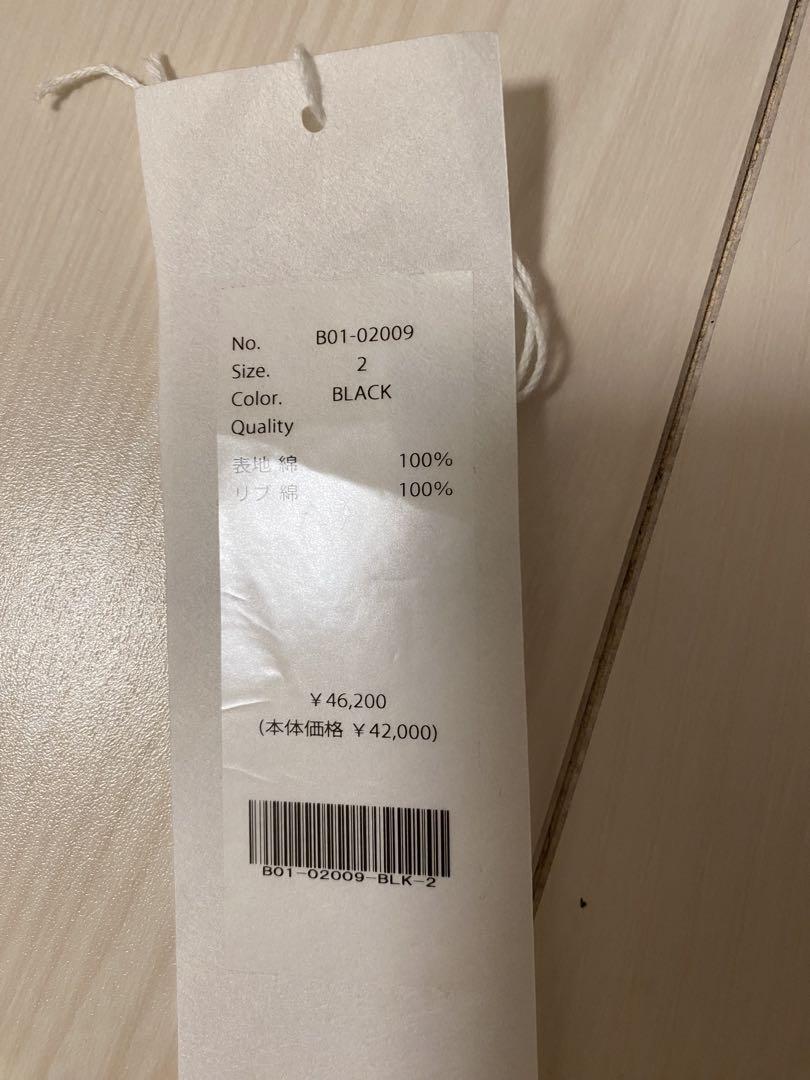 No. B01-02009
Size. 2
Color. BLACK
Quality
表地 綿 100%
リブ 綿 100%
￥46,200
(本体価格 ￥42,000)
B01-02009-BLK-2